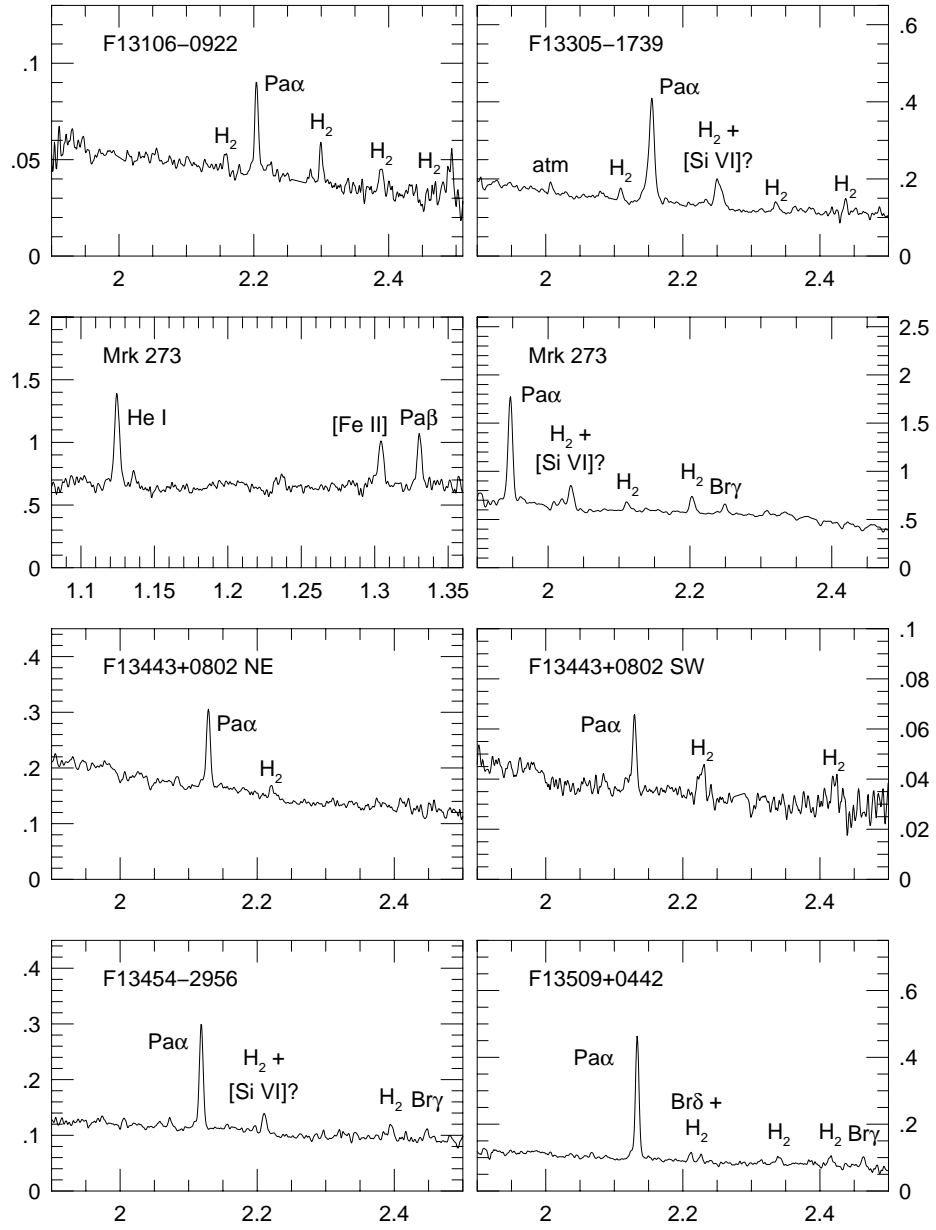 F13106−0922
.1
.05
0
Paα
H2
H2
H2
H2
2
2.2
2.4
F13305−1739
.6
.4
.2
0
Paα
atm
H2
H2 +
[Si VI]?
H2
H2
2
2.2
2.4
Mrk 273
2
1.5
1
.5
0
He I
[Fe II]
Paβ
1.1
1.15
1.2
1.25
1.3
1.35
Mrk 273
2.5
2
1.5
1
.5
0
Paα
H2 +
[Si VI]?
H2
H2
Brγ
2
2.2
2.4
F13443+0802 NE
.4
.3
.2
.1
0
Paα
H2
2
2.2
2.4
F13443+0802 SW
.1
.08
.06
.04
.02
0
Paα
H2
H2
2
2.2
2.4
F13454−2956
.4
.3
.2
.1
0
Paα
H2 +
[Si VI]?
H2 Brγ
2
2.2
2.4
F13509+0442
.6
.4
.2
0
Paα
Brδ +
H2
H2
H2 Brγ
2
2.2
2.4